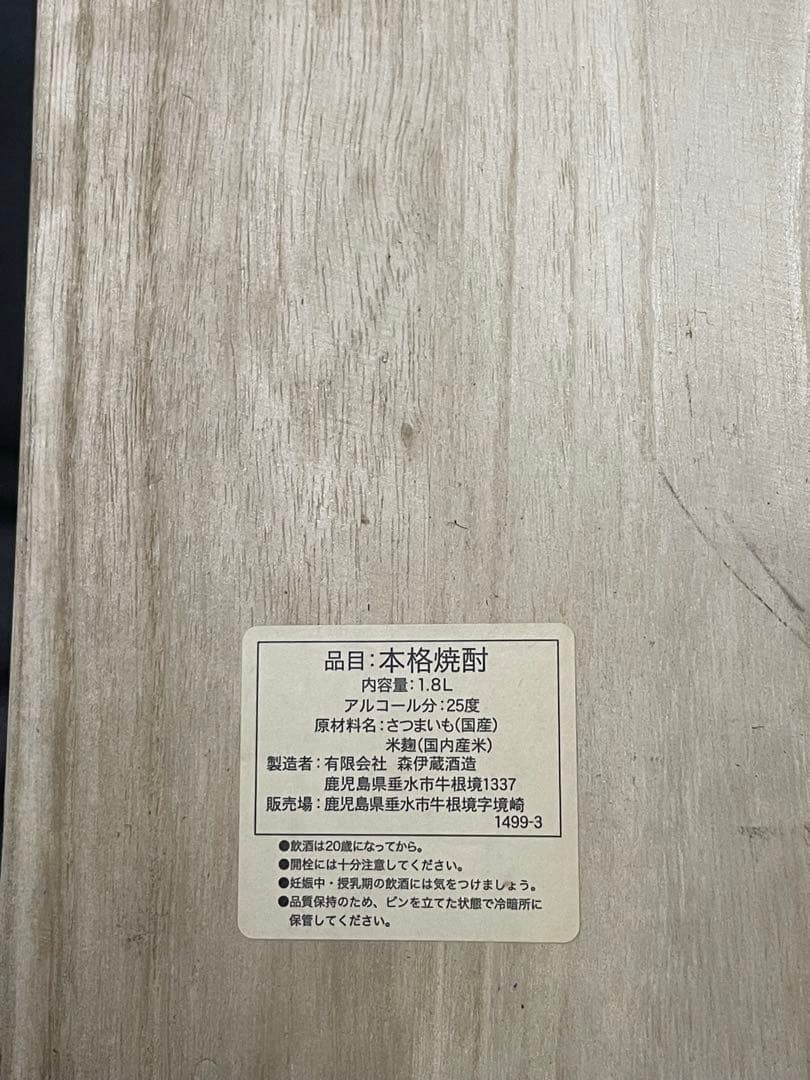 品目:本格焼酎
内容量:1.8L
アルコール分:25度
原材料名:さつまいも(国産)
米麹(国内産米)
製造者:有限会社 森伊蔵酒造
鹿児島県垂水市牛根境1337
販売場:鹿児島県垂水市牛根境字境崎
1499-3
●飲酒は20歳になってから。
●開栓には十分注意してください。
●妊娠中・授乳期の飲酒には気をつけましょう。
●品質保持のため、ビンを立てた状態で冷暗所に
保管してください。